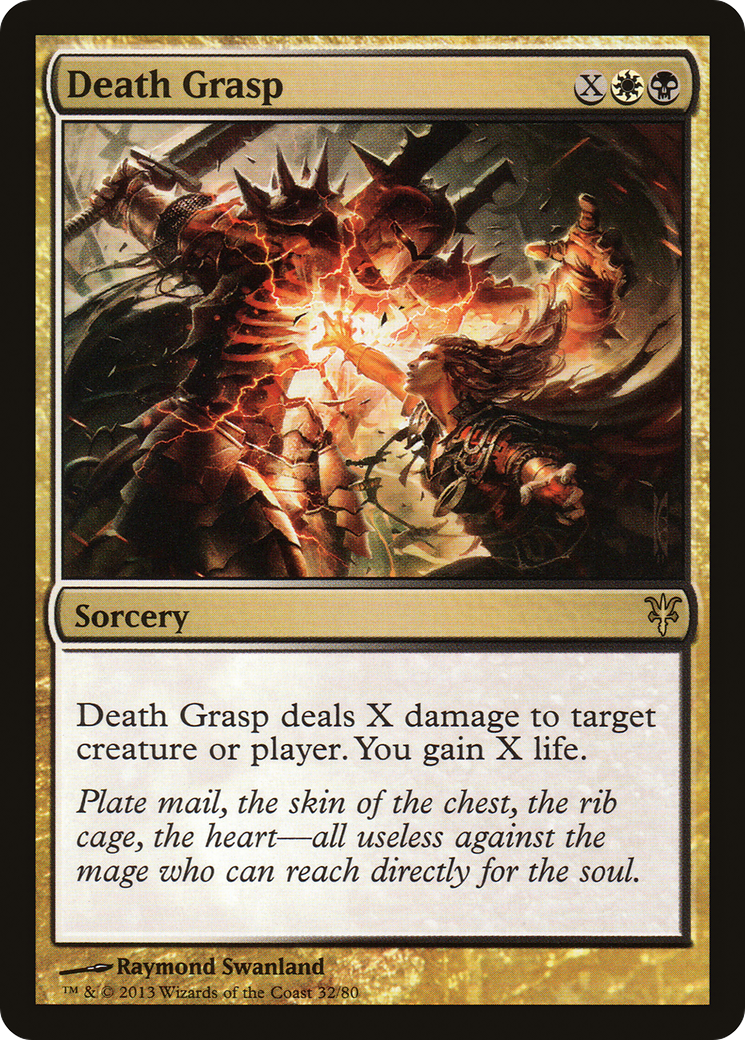 Death Grasp X
Sorcery
Death Grasp deals X damage to target
creature or player. You gain X life.
Plate mail, the skin of the chest, the rib
cage, the heart—all useless against the
mage who can reach directly for the soul.
Raymond Swanland
™ & © 2013 Wizards of the Coast 32/80